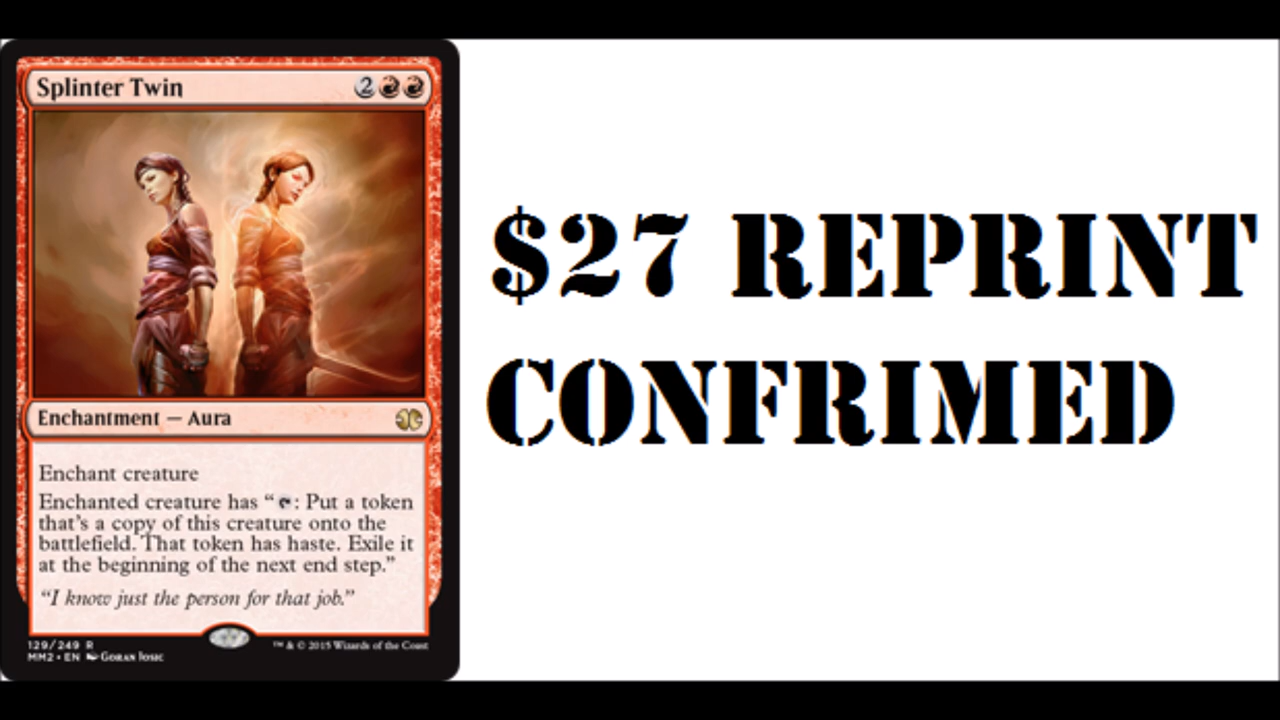 Splinter Twin 2
$27 REPRINT
CONFRIMED
Enchantment — Aura
Enchant creature
Enchanted creature has “ : Put a token
that's a copy of this creature onto the
battlefield. That token has haste. Exile it
at the beginning of the next end step.”
“I know just the person for that job.”
129/249 R
™ & © 2015 Wizards of the Coast
MM2 • EN Goran Josic